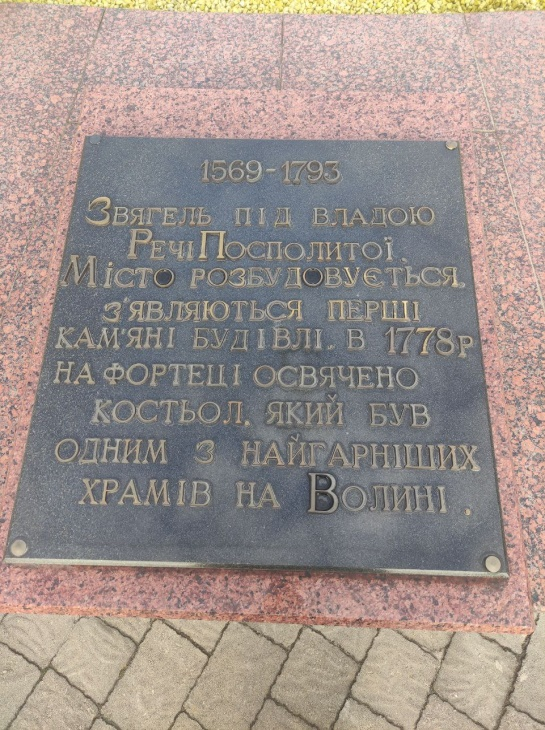 1569-1793
Звягель під владою
Речі Посполитої.
Місто розбудовується.
з'являються перші
кам'яні будівлі. В 1778р
на фортеці освячено
костьол, який був
одним з найгарніших
храмів на Волині.